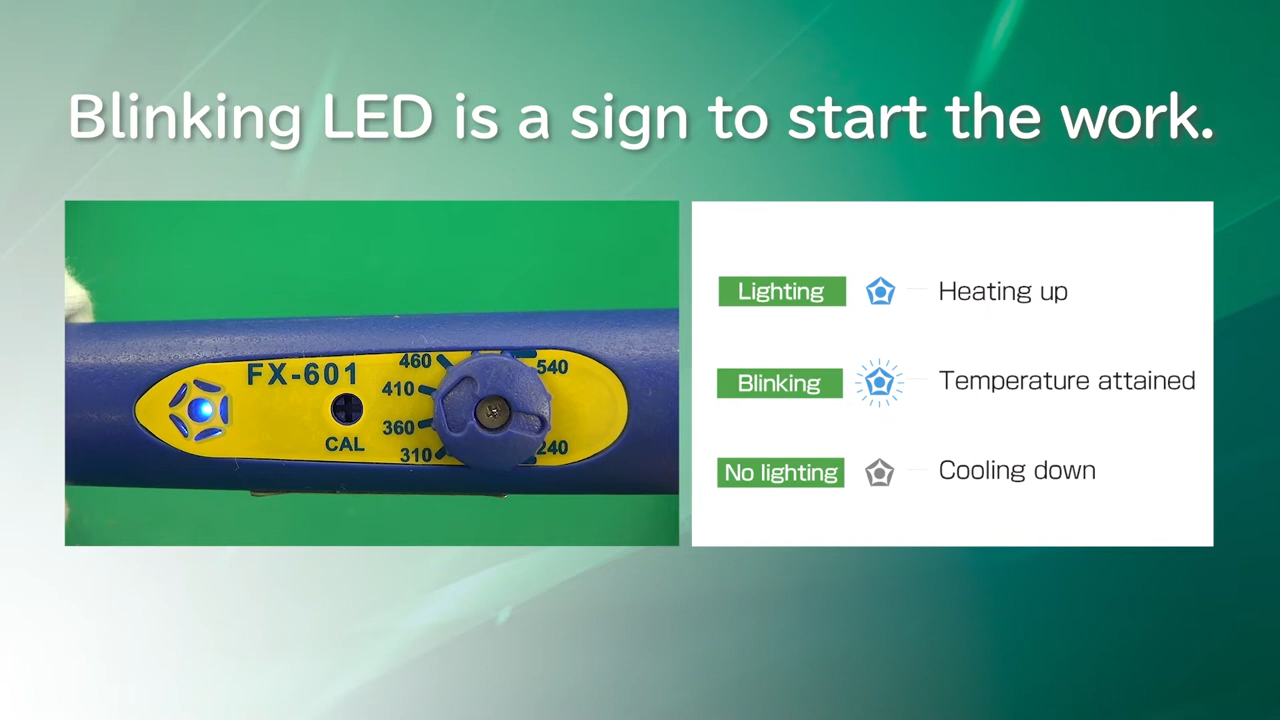 Blinking LED is a sign to start the work.
FX-601
CAL
460
410
360
310
540
240
Lighting
Heating up
Blinking
Temperature attained
No lighting
Cooling down